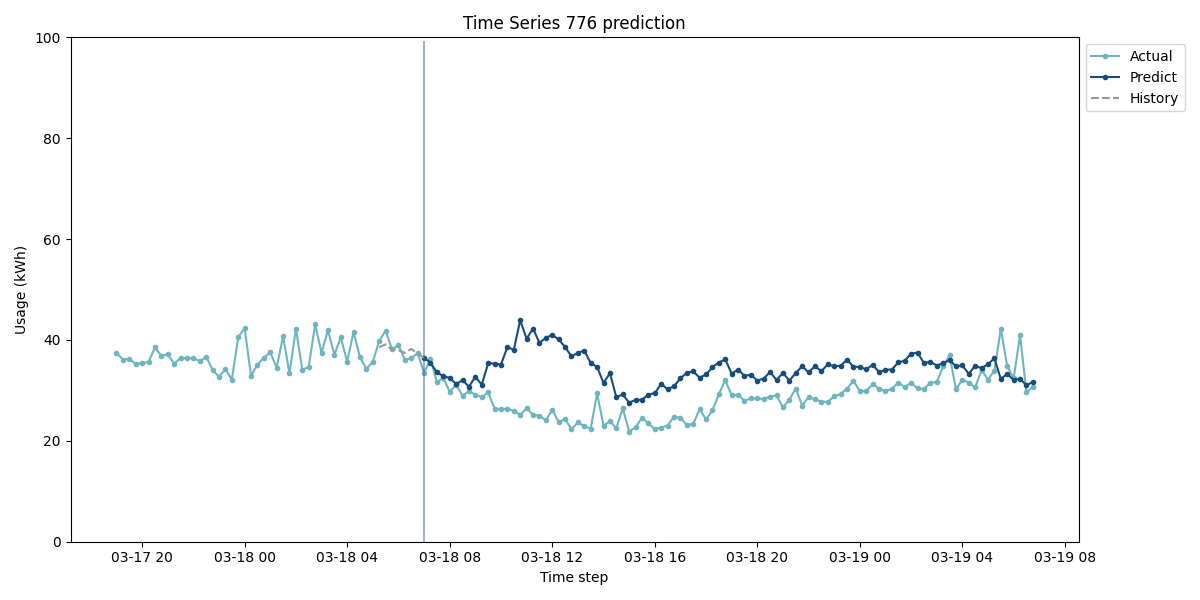 Time Series 776 prediction
100
80
60
40
20
0
Usage (kWh)
03-17 20
03-18 00
03-18 04
03-18 08
03-18 12
03-18 16
03-18 20
03-19 00
03-19 04
03-19 08
Time step
Actual
Predict
History